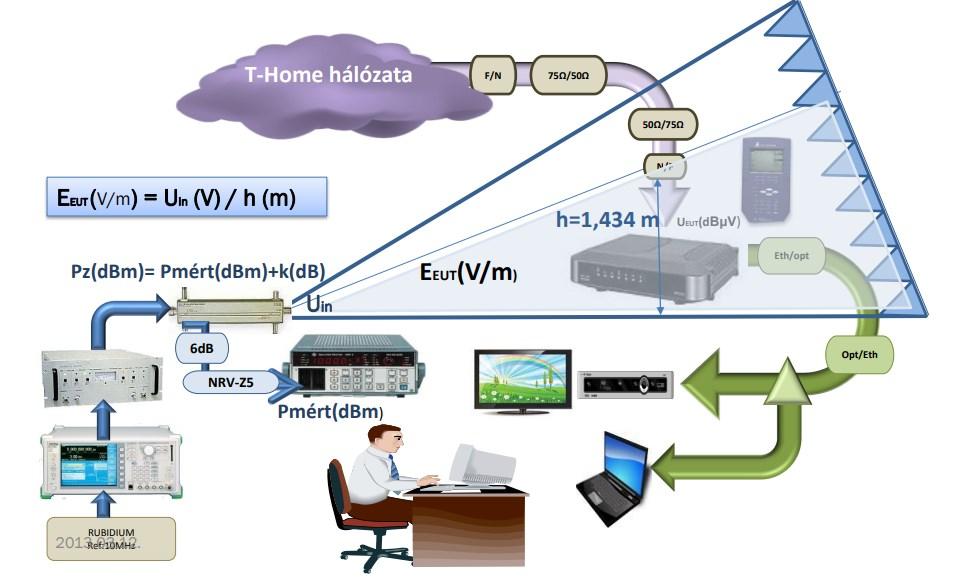 T-Home hálózata
F/N
75Ω/50Ω
50Ω/75Ω
N/F
EEUT(V/m) = Uin (V) / h (m)
h=1,434 m
UEUT(dBµV)
Eth/opt
EEUT(V/m)
Pz(dBm)= Pmért(dBm)+k(dB)
Uin
6dB
NRV-Z5
Pmért(dBm)
Opt/Eth
RUBIDIUM
Ref:10MHz